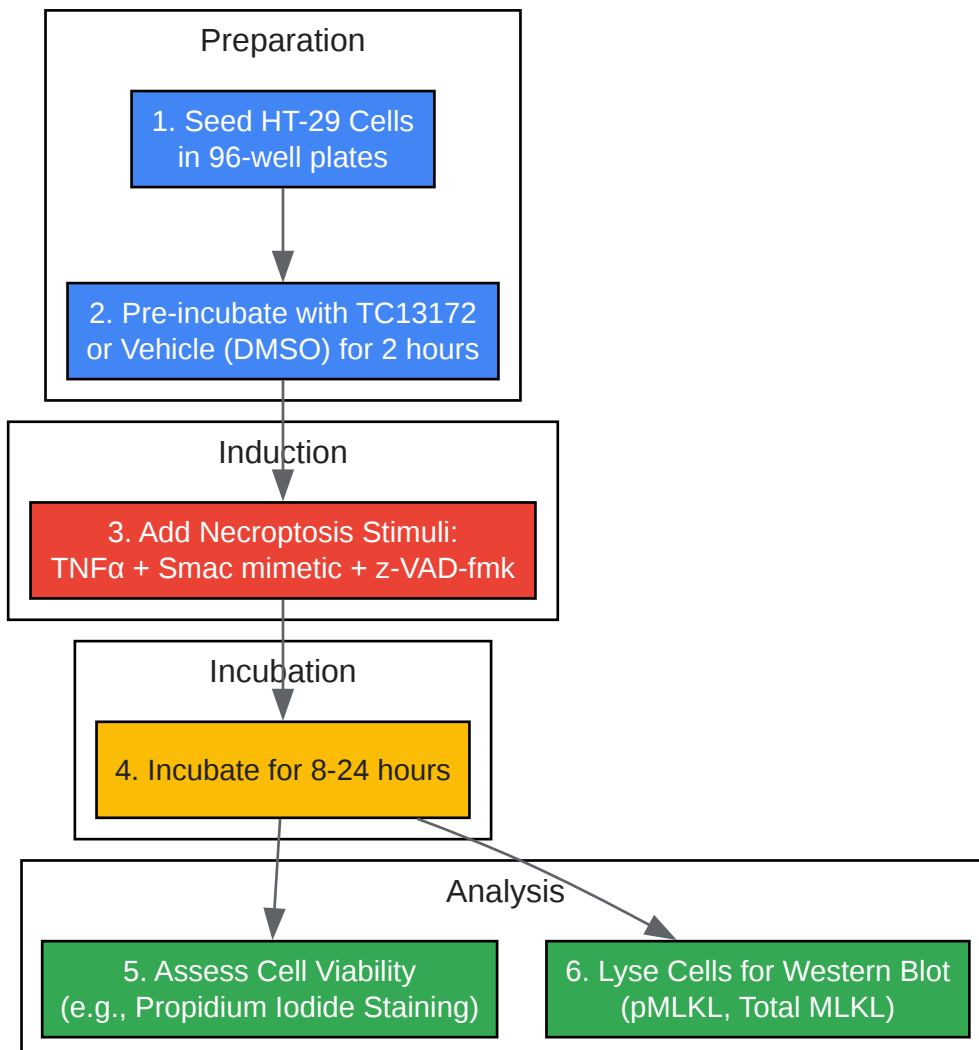 Preparation
1. Seed HT-29 Cells
in 96-well plates
2. Pre-incubate with TC13172
or Vehicle (DMSO) for 2 hours
Induction
3. Add Necroptosis Stimuli:
TNFα + Smac mimetic + z-VAD-fmk
Incubation
4. Incubate for 8-24 hours
Analysis
5. Assess Cell Viability
(e.g., Propidium Iodide Staining)
6. Lyse Cells for Western Blot
(pMLKL, Total MLKL)